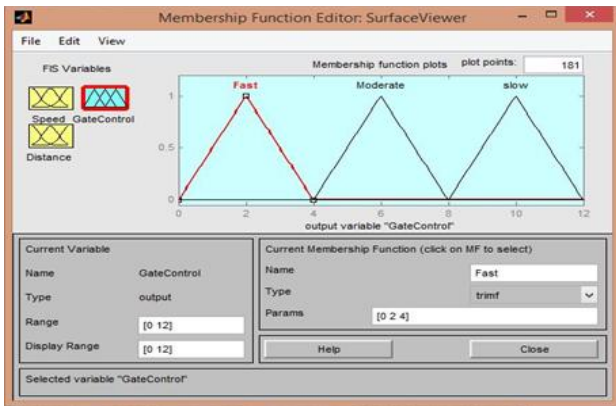 Membership Function Editor: SurfaceViewer
File Edit View
FIS Variables
Speed GateControl
Distance
Membership function plots plot points: 181
Fast Moderate slow
1
0.5
0
0 2 4 6 8 10 12
output variable "GateControl"
Current Variable
Name GateControl
Type output
Range [0 12]
Display Range [0 12]
Current Membership Function (click on MF to select)
Name Fast
Type trimf
Params [0 2 4]
Help Close
Selected variable "GateControl"